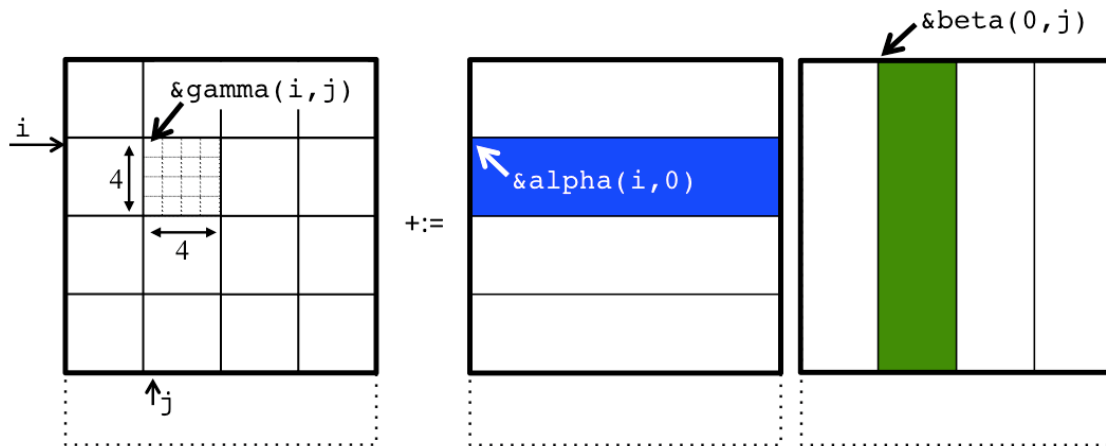 &beta(0,j)
&gamma(i,j)
i
4
&alpha(i,0)
+:=
4
j